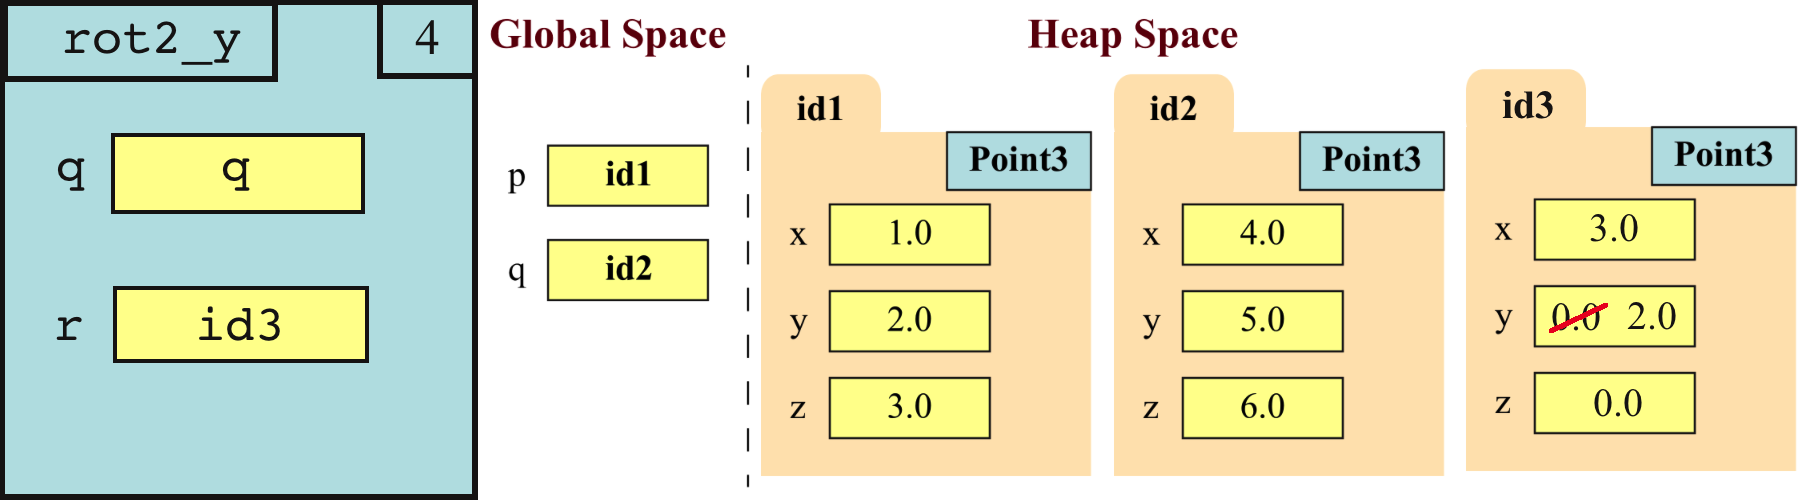 rot2_y 4
q q
r id3
Global Space
p id1
q id2
Heap Space
id1
Point3
x 1.0
y 2.0
z 3.0
id2
Point3
x 4.0
y 5.0
z 6.0
id3
Point3
x 3.0
y 0.0 2.0
z 0.0